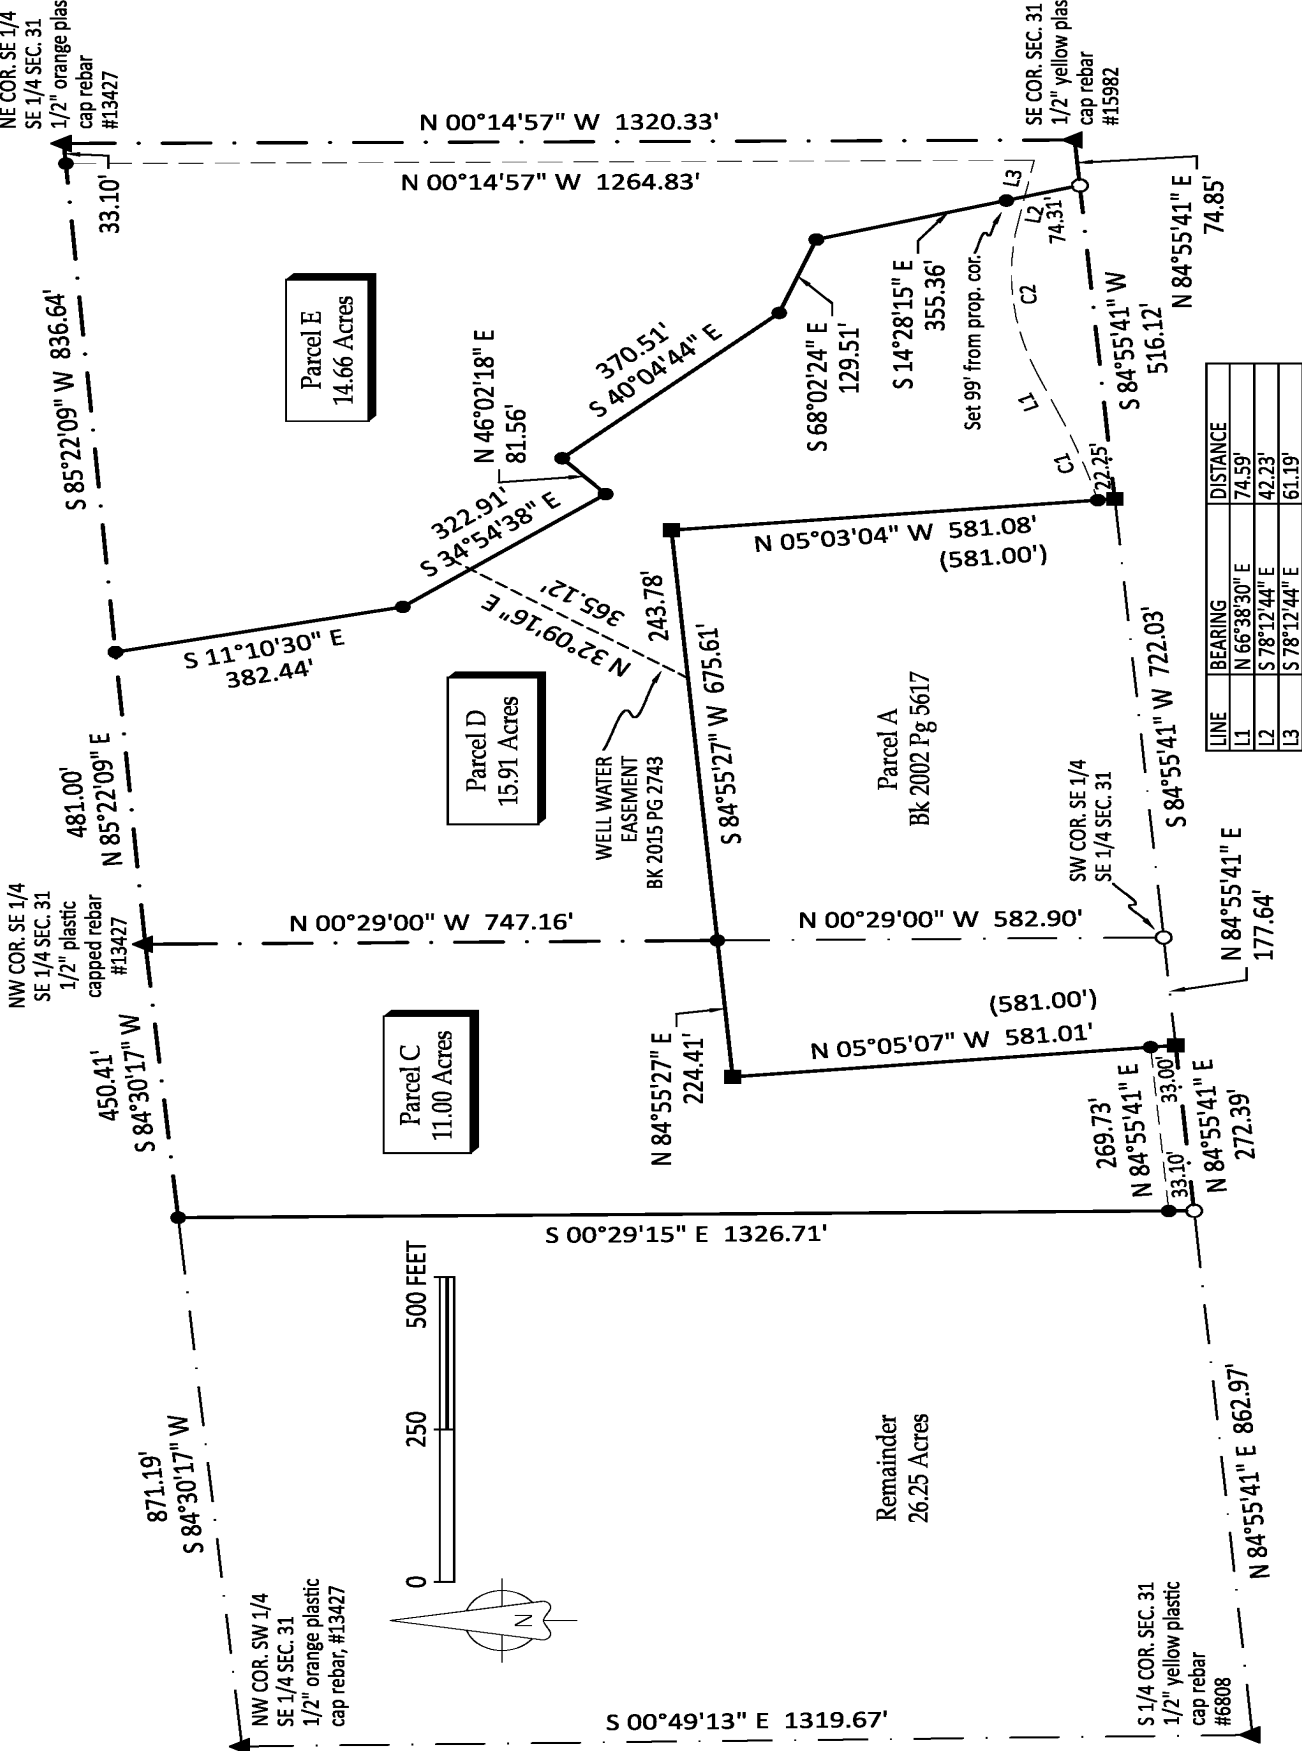 NE COR. SE 1/4
SE 1/4 SEC. 31
1/2" orange plas
cap rebar
#13427
33.10'
S 85°22'09" W 836.64'
N 00°14'57" W 1320.33'
N 00°14'57" W 1264.83'
Parcel E
14.66 Acres
SE COR. SEC. 31
1/2" yellow plas
cap rebar
#15982
N 84°55'41" E
74.85'
L3
L2
74.31'
Set 99' from prop. cor.
S 14°28'15" E
355.36'
C2
L1
C1
S 68°02'24" E
129.51'
370.51'
S 40°04'44" E
N 46°02'18" E
81.56'
322.91'
S 34°54'38" E
S 11°10'30" E
382.44'
S 84°55'41" W
516.12'
22.25'
N 05°03'04" W 581.08'
(581.00')
243.78'
N 32°09'16" E
365.12'
S 84°55'27" W 675.61'
WELL WATER
EASEMENT
BK 2015 PG 2743
Parcel D
15.91 Acres
481.00'
N 85°22'09" E
NW COR. SE 1/4
SE 1/4 SEC. 31
1/2" plastic
capped rebar
#13427
N 00°29'00" W 747.16'
N 00°29'00" W 582.90'
Parcel A
Bk 2002 Pg 5617
S 84°55'41" W 722.03'
SW COR. SE 1/4
SE 1/4 SEC. 31
N 84°55'41" E
177.64'
LINE BEARING DISTANCE
L1 N 66°38'30" E 74.59'
L2 S 78°12'44" E 42.23'
L3 S 78°12'44" E 61.19'
450.41'
S 84°30'17" W
Parcel C
11.00 Acres
N 84°55'27" E
224.41'
(581.00')
N 05°05'07" W 581.01'
269.73'
N 84°55'41" E
33.00'
33.10'
N 84°55'41" E
272.39'
S 00°29'15" E 1326.71'
0 250 500 FEET
N
871.19'
S 84°30'17" W
Remainder
26.25 Acres
N 84°55'41" E 862.97'
NW COR. SW 1/4
SE 1/4 SEC. 31
1/2" orange plastic
cap rebar, #13427
S 00°49'13" E 1319.67'
S 1/4 COR. SEC. 31
1/2" yellow plastic
cap rebar
#6808